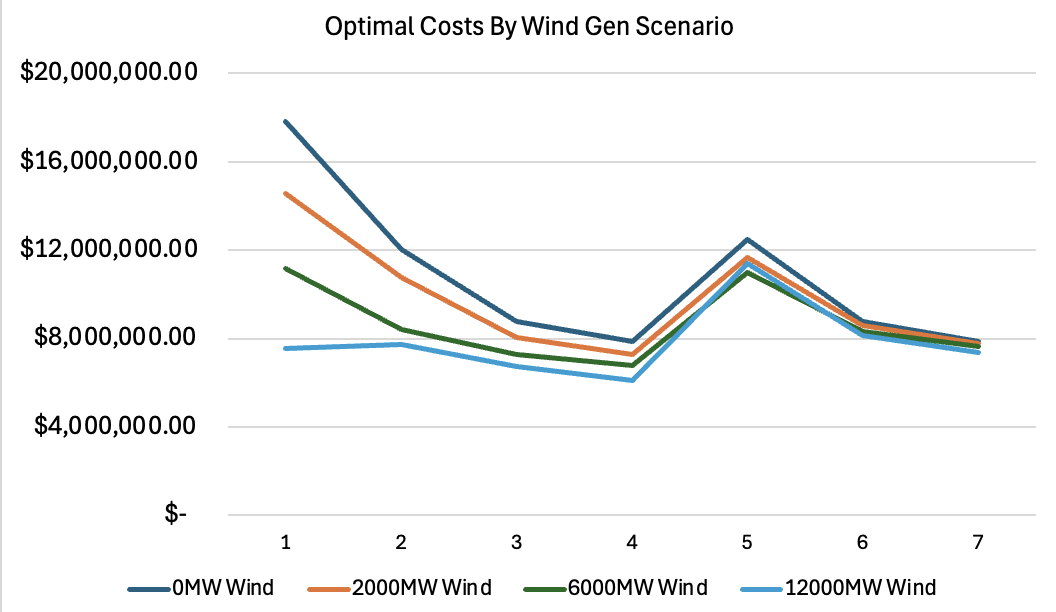 Optimal Costs By Wind Gen Scenario
$20,000,000.00
$16,000,000.00
$12,000,000.00
$8,000,000.00
$4,000,000.00
$-
1 2 3 4 5 6 7
0MW Wind 2000MW Wind 6000MW Wind 12000MW Wind